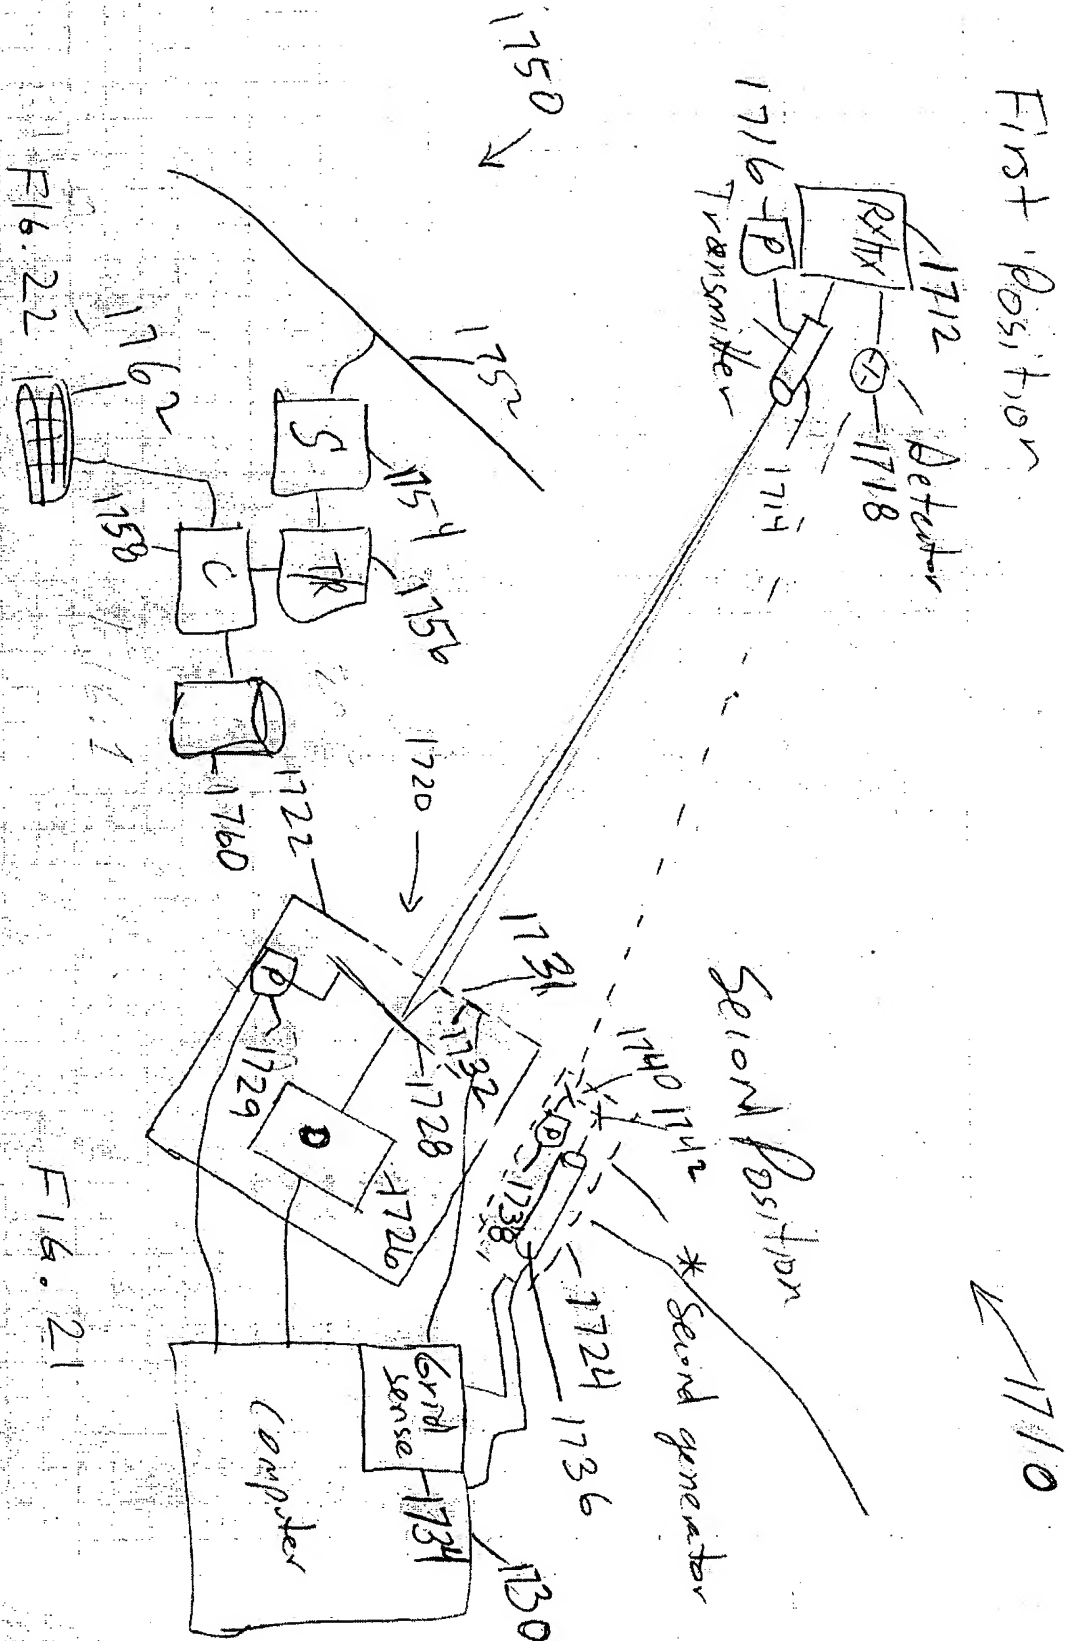 First Position
1710
1712
Rx/Tx
Detector
1718
1716
P
Transmitter
1714
Second Position
* Second generator
1740
1742
1731
1732
P
1738
1724
1736
1720
1722
1728
P
1729
D
1726
Grid
sense
1734
Computer
1730
FIG. 21
1750
1752
S
1754
TR
1756
C
1758
1760
1762
FIG. 22